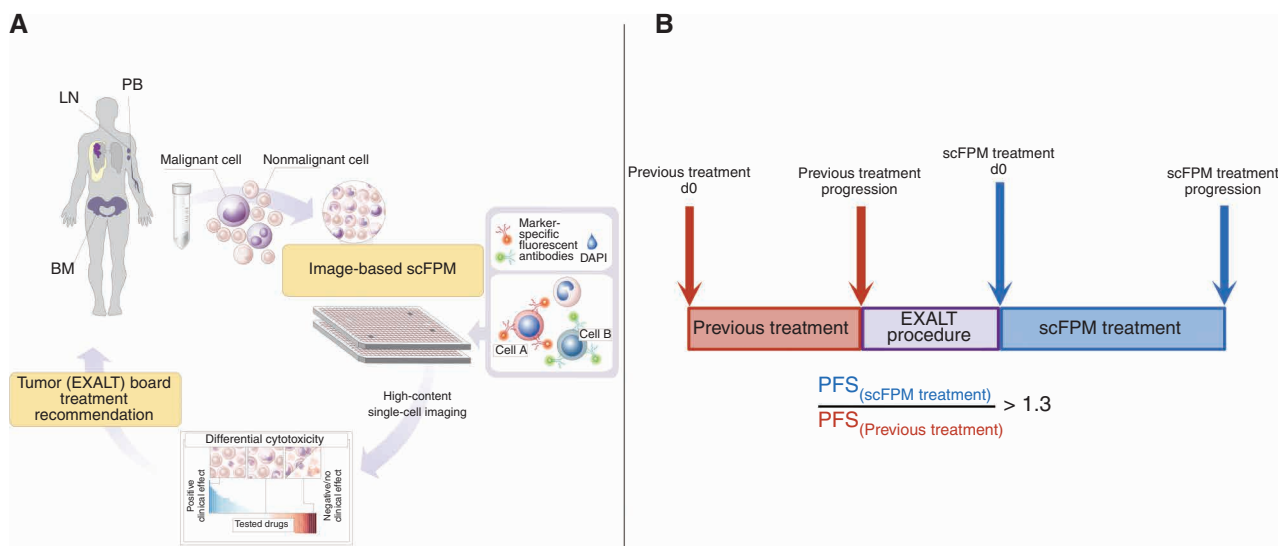 A
LN
PB
BM
Malignant cell
Nonmalignant cell
Image-based scFPM
Marker-
specific
fluorescent
antibodies
DAPI
Cell A
Cell B
High-content
single-cell imaging
Differential cytotoxicity
Positive
clinical effect
Negative/no
clinical effect
Tested drugs
Tumor (EXALT) board
treatment
recommendation
B
Previous treatment
d0
Previous treatment
progression
scFPM treatment
d0
scFPM treatment
progression
Previous treatment
EXALT
procedure
scFPM treatment
PFS(scFPM treatment)
PFS(Previous treatment)
> 1.3